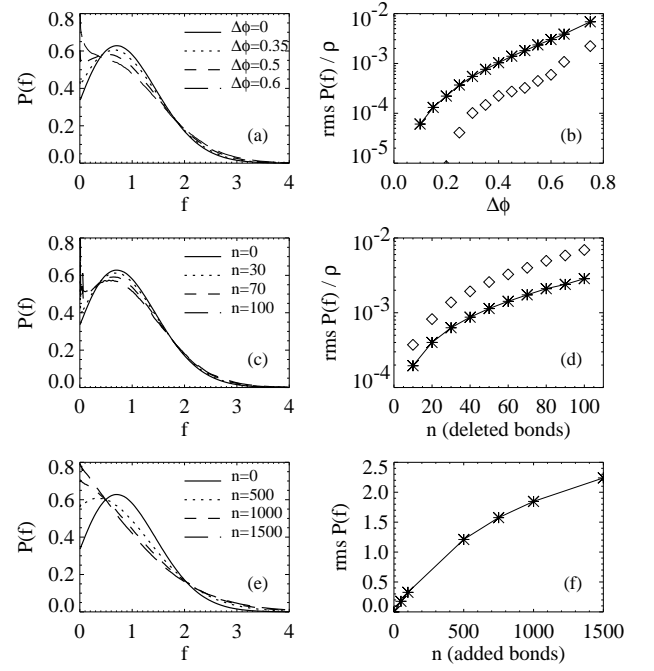 0.8
0.6
0.4
0.2
0.0
P(f)
Δϕ=0
Δϕ=0.35
Δϕ=0.5
Δϕ=0.6
(a)
0 1 2 3 4
f
10⁻²
10⁻³
10⁻⁴
10⁻⁵
rms P(f) / ρ
(b)
0.0 0.2 0.4 0.6 0.8
Δϕ
0.8
0.6
0.4
0.2
0.0
P(f)
n=0
n=30
n=70
n=100
(c)
0 1 2 3 4
f
10⁻²
10⁻³
10⁻⁴
rms P(f) / ρ
(d)
0 20 40 60 80 100
n (deleted bonds)
0.8
0.6
0.4
0.2
0.0
P(f)
n=0
n=500
n=1000
n=1500
(e)
0 1 2 3 4
f
2.5
2.0
1.5
1.0
0.5
0.0
rms P(f)
(f)
0 500 1000 1500
n (added bonds)